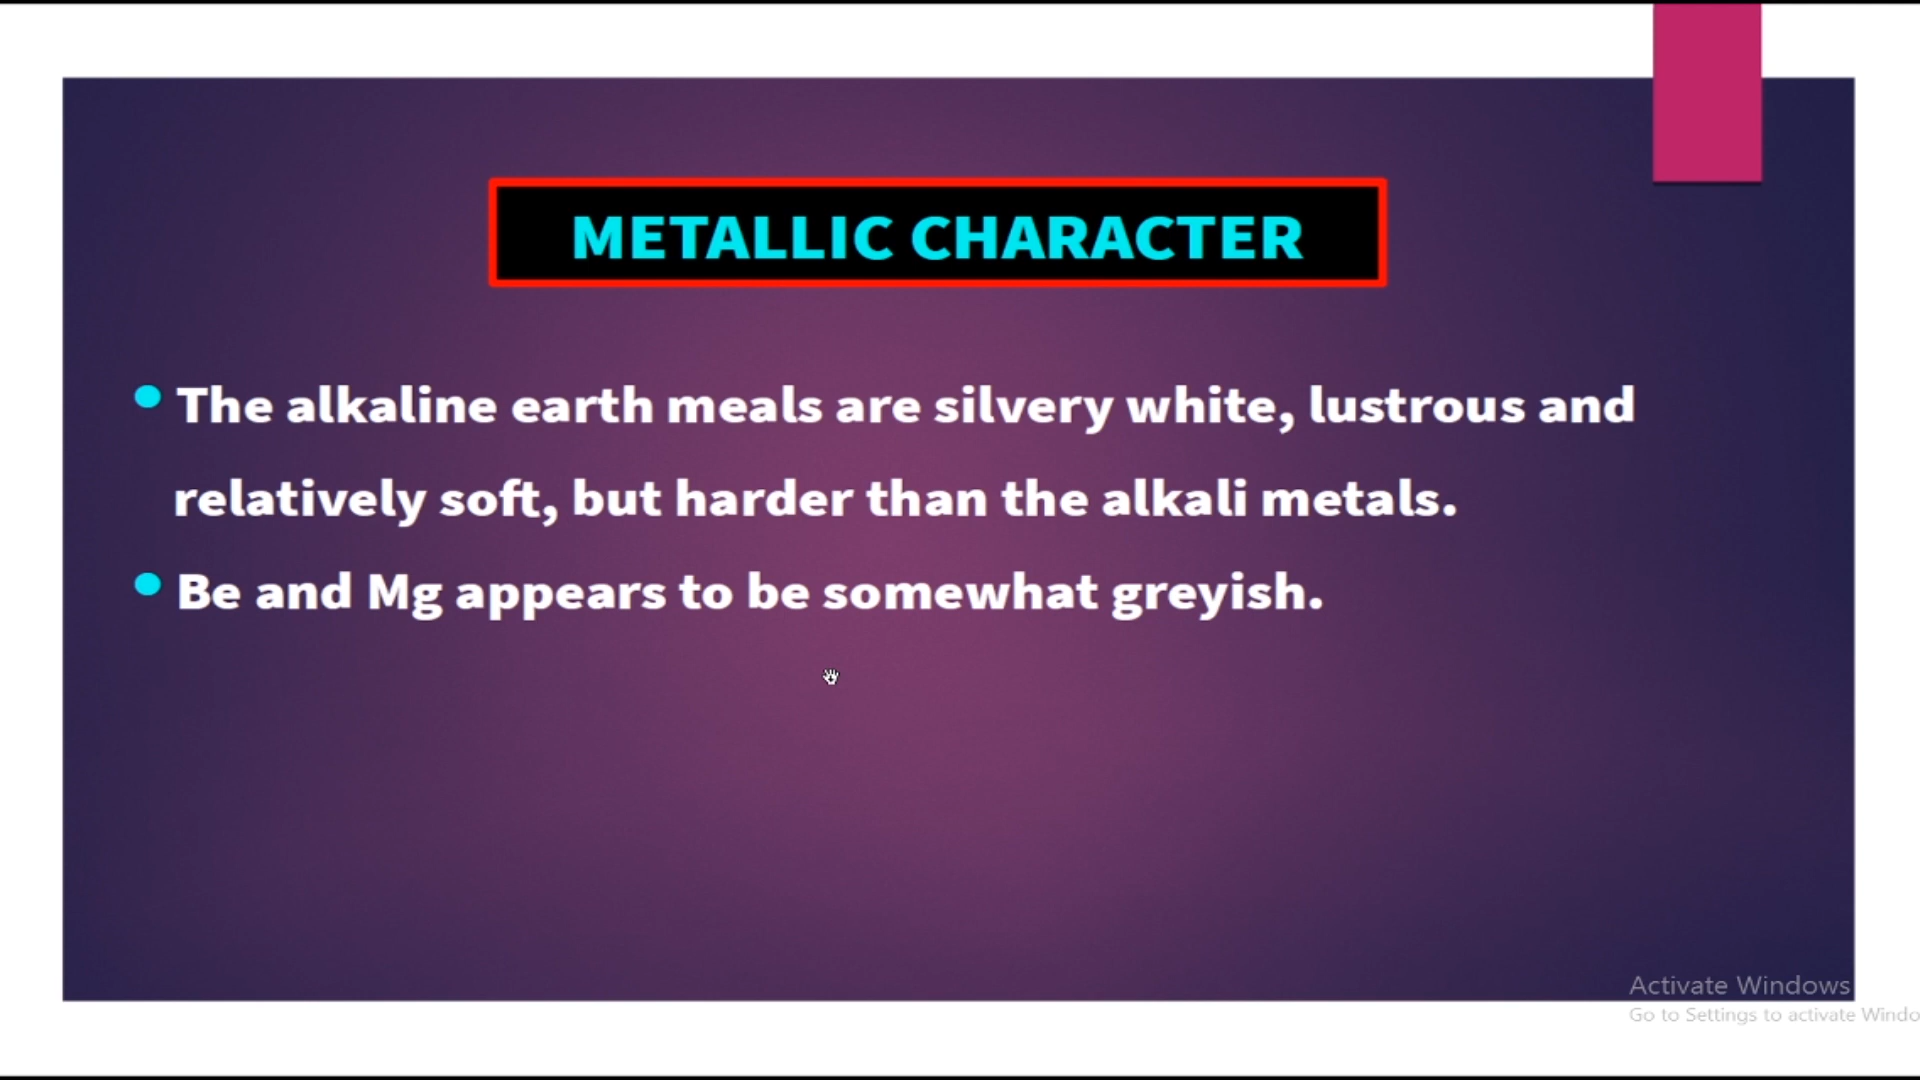 METALLIC CHARACTER
The alkaline earth meals are silvery white, lustrous and
relatively soft, but harder than the alkali metals.
Be and Mg appears to be somewhat greyish.
Activate Windows
Go to Settings to activate Windo